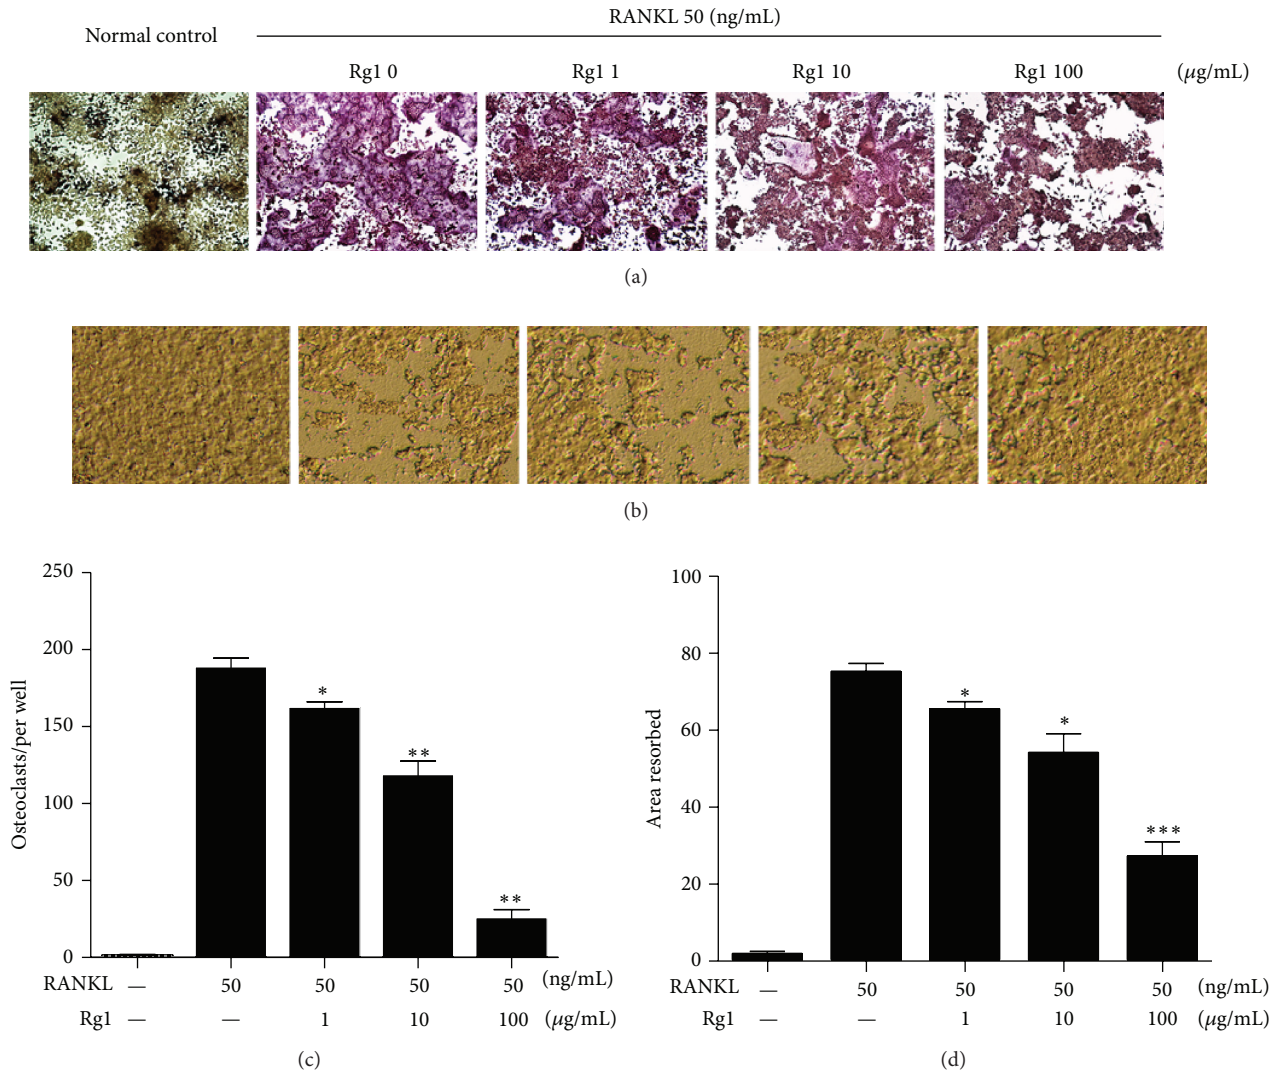 RANKL 50 (ng/mL)
Normal control
Rg1 0 Rg1 1 Rg1 10 Rg1 100 (μg/mL)
(a)
(b)
250
200
150
100
50
0
Osteoclasts/per well
*
**
**
RANKL — 50 50 50 50 (ng/mL)
Rg1 — — 1 10 100 (μg/mL)
(c)
100
80
60
40
20
0
Area resorbed
*
*
***
RANKL — 50 50 50 50 (ng/mL)
Rg1 — — 1 10 100 (μg/mL)
(d)